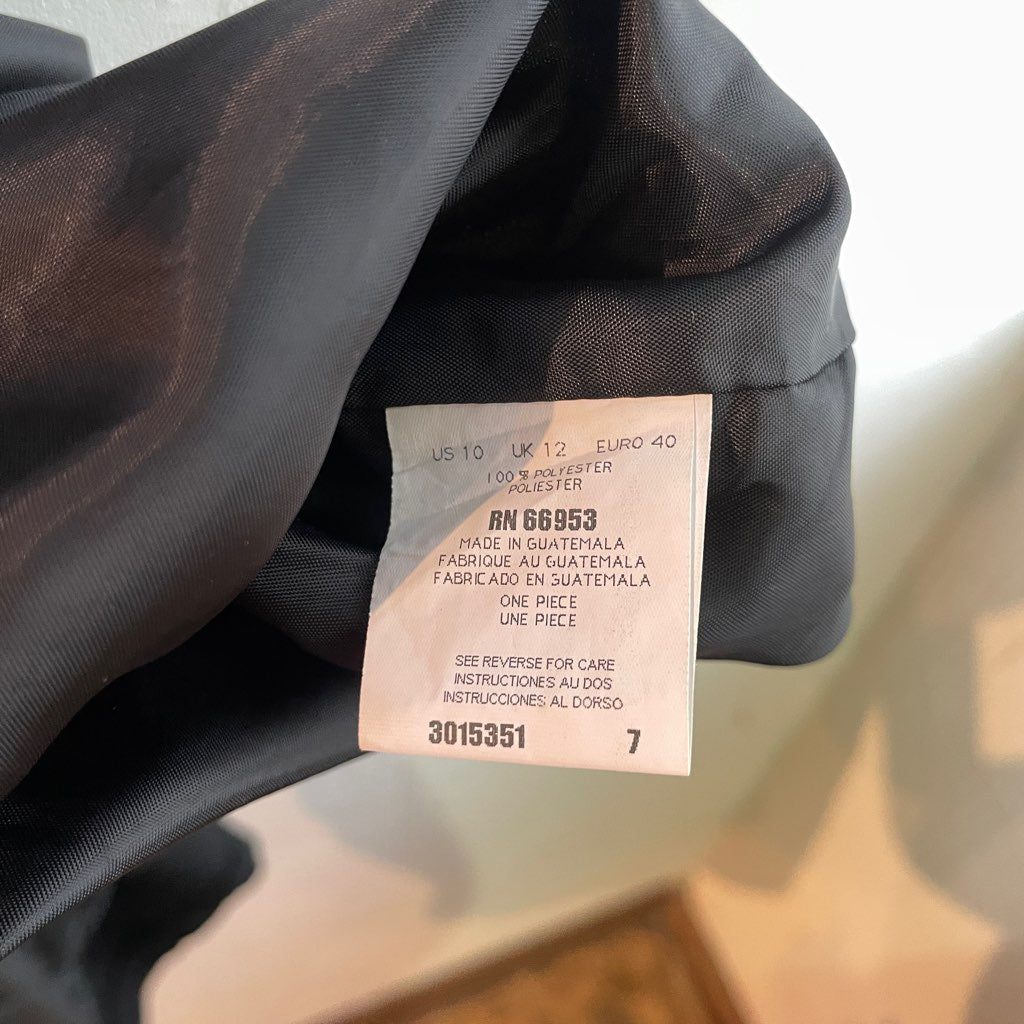 US 10 UK 12 EURO 40
100% POLYESTER
POLIESTER
RN 66953
MADE IN GUATEMALA
FABRIQUE AU GUATEMALA
FABRICADO EN GUATEMALA
ONE PIECE
UNE PIECE
SEE REVERSE FOR CARE
INSTRUCTIONES AU DOS
INSTRUCCIONES AL DORSO
3015351 7